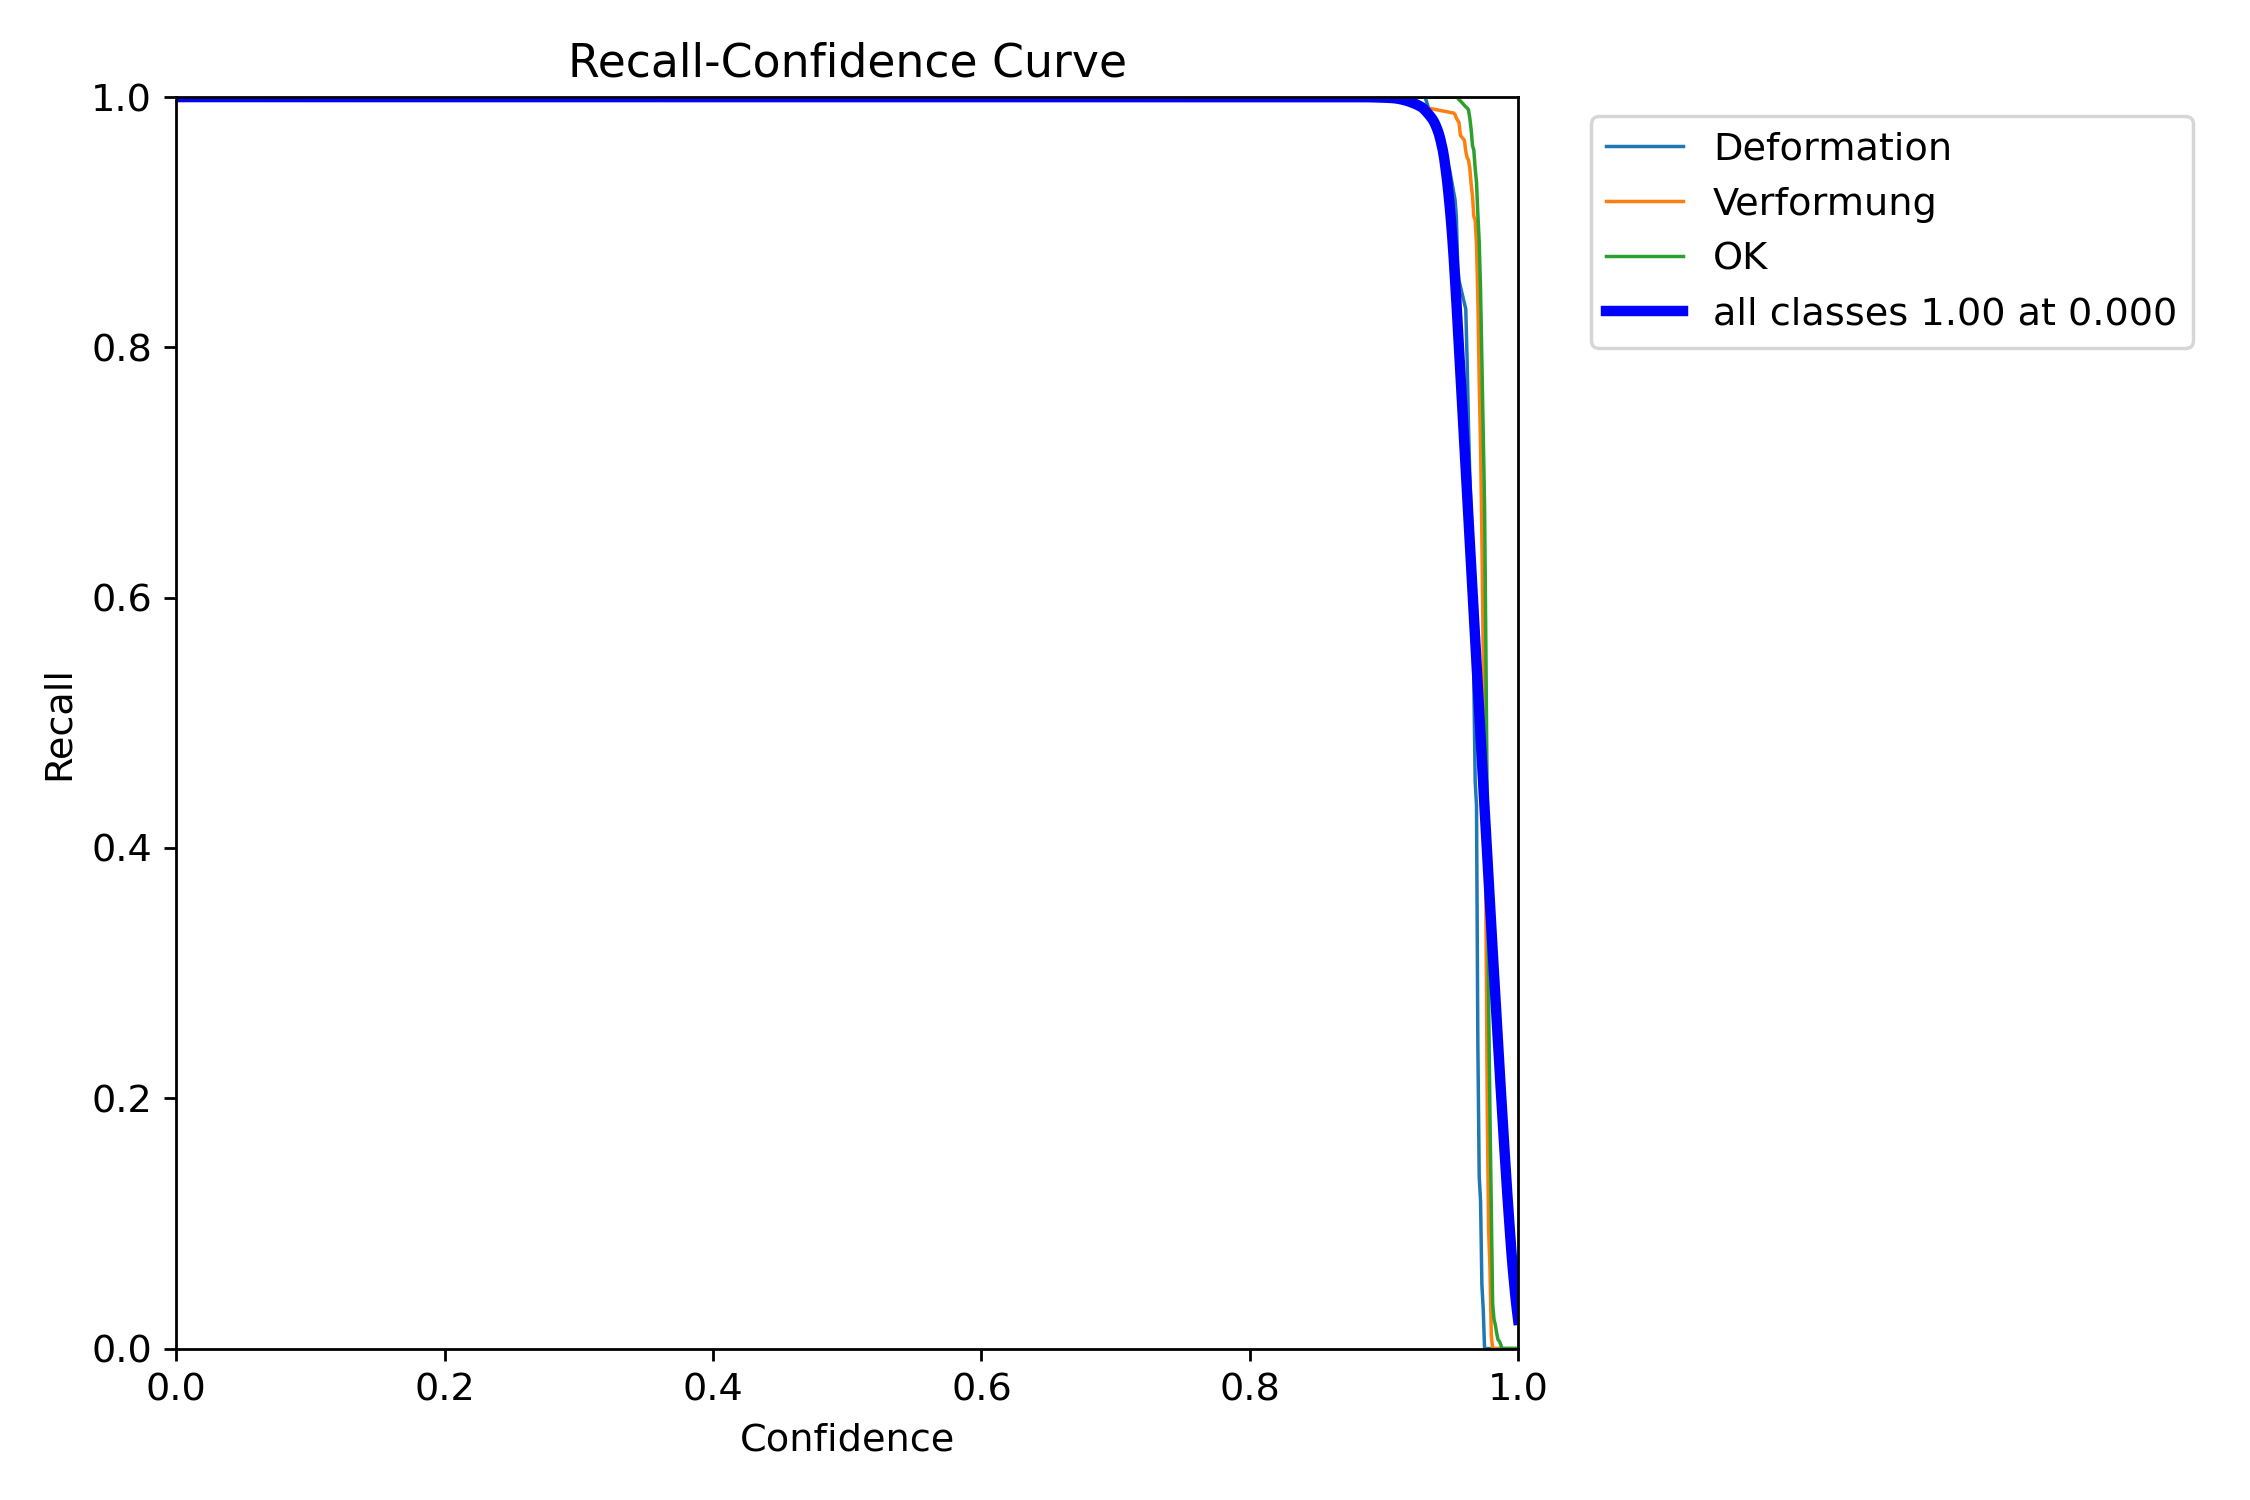 Recall-Confidence Curve
1.0
0.8
0.6
0.4
0.2
0.0
Recall
0.0 0.2 0.4 0.6 0.8 1.0
Confidence
Deformation
Verformung
OK
all classes 1.00 at 0.000